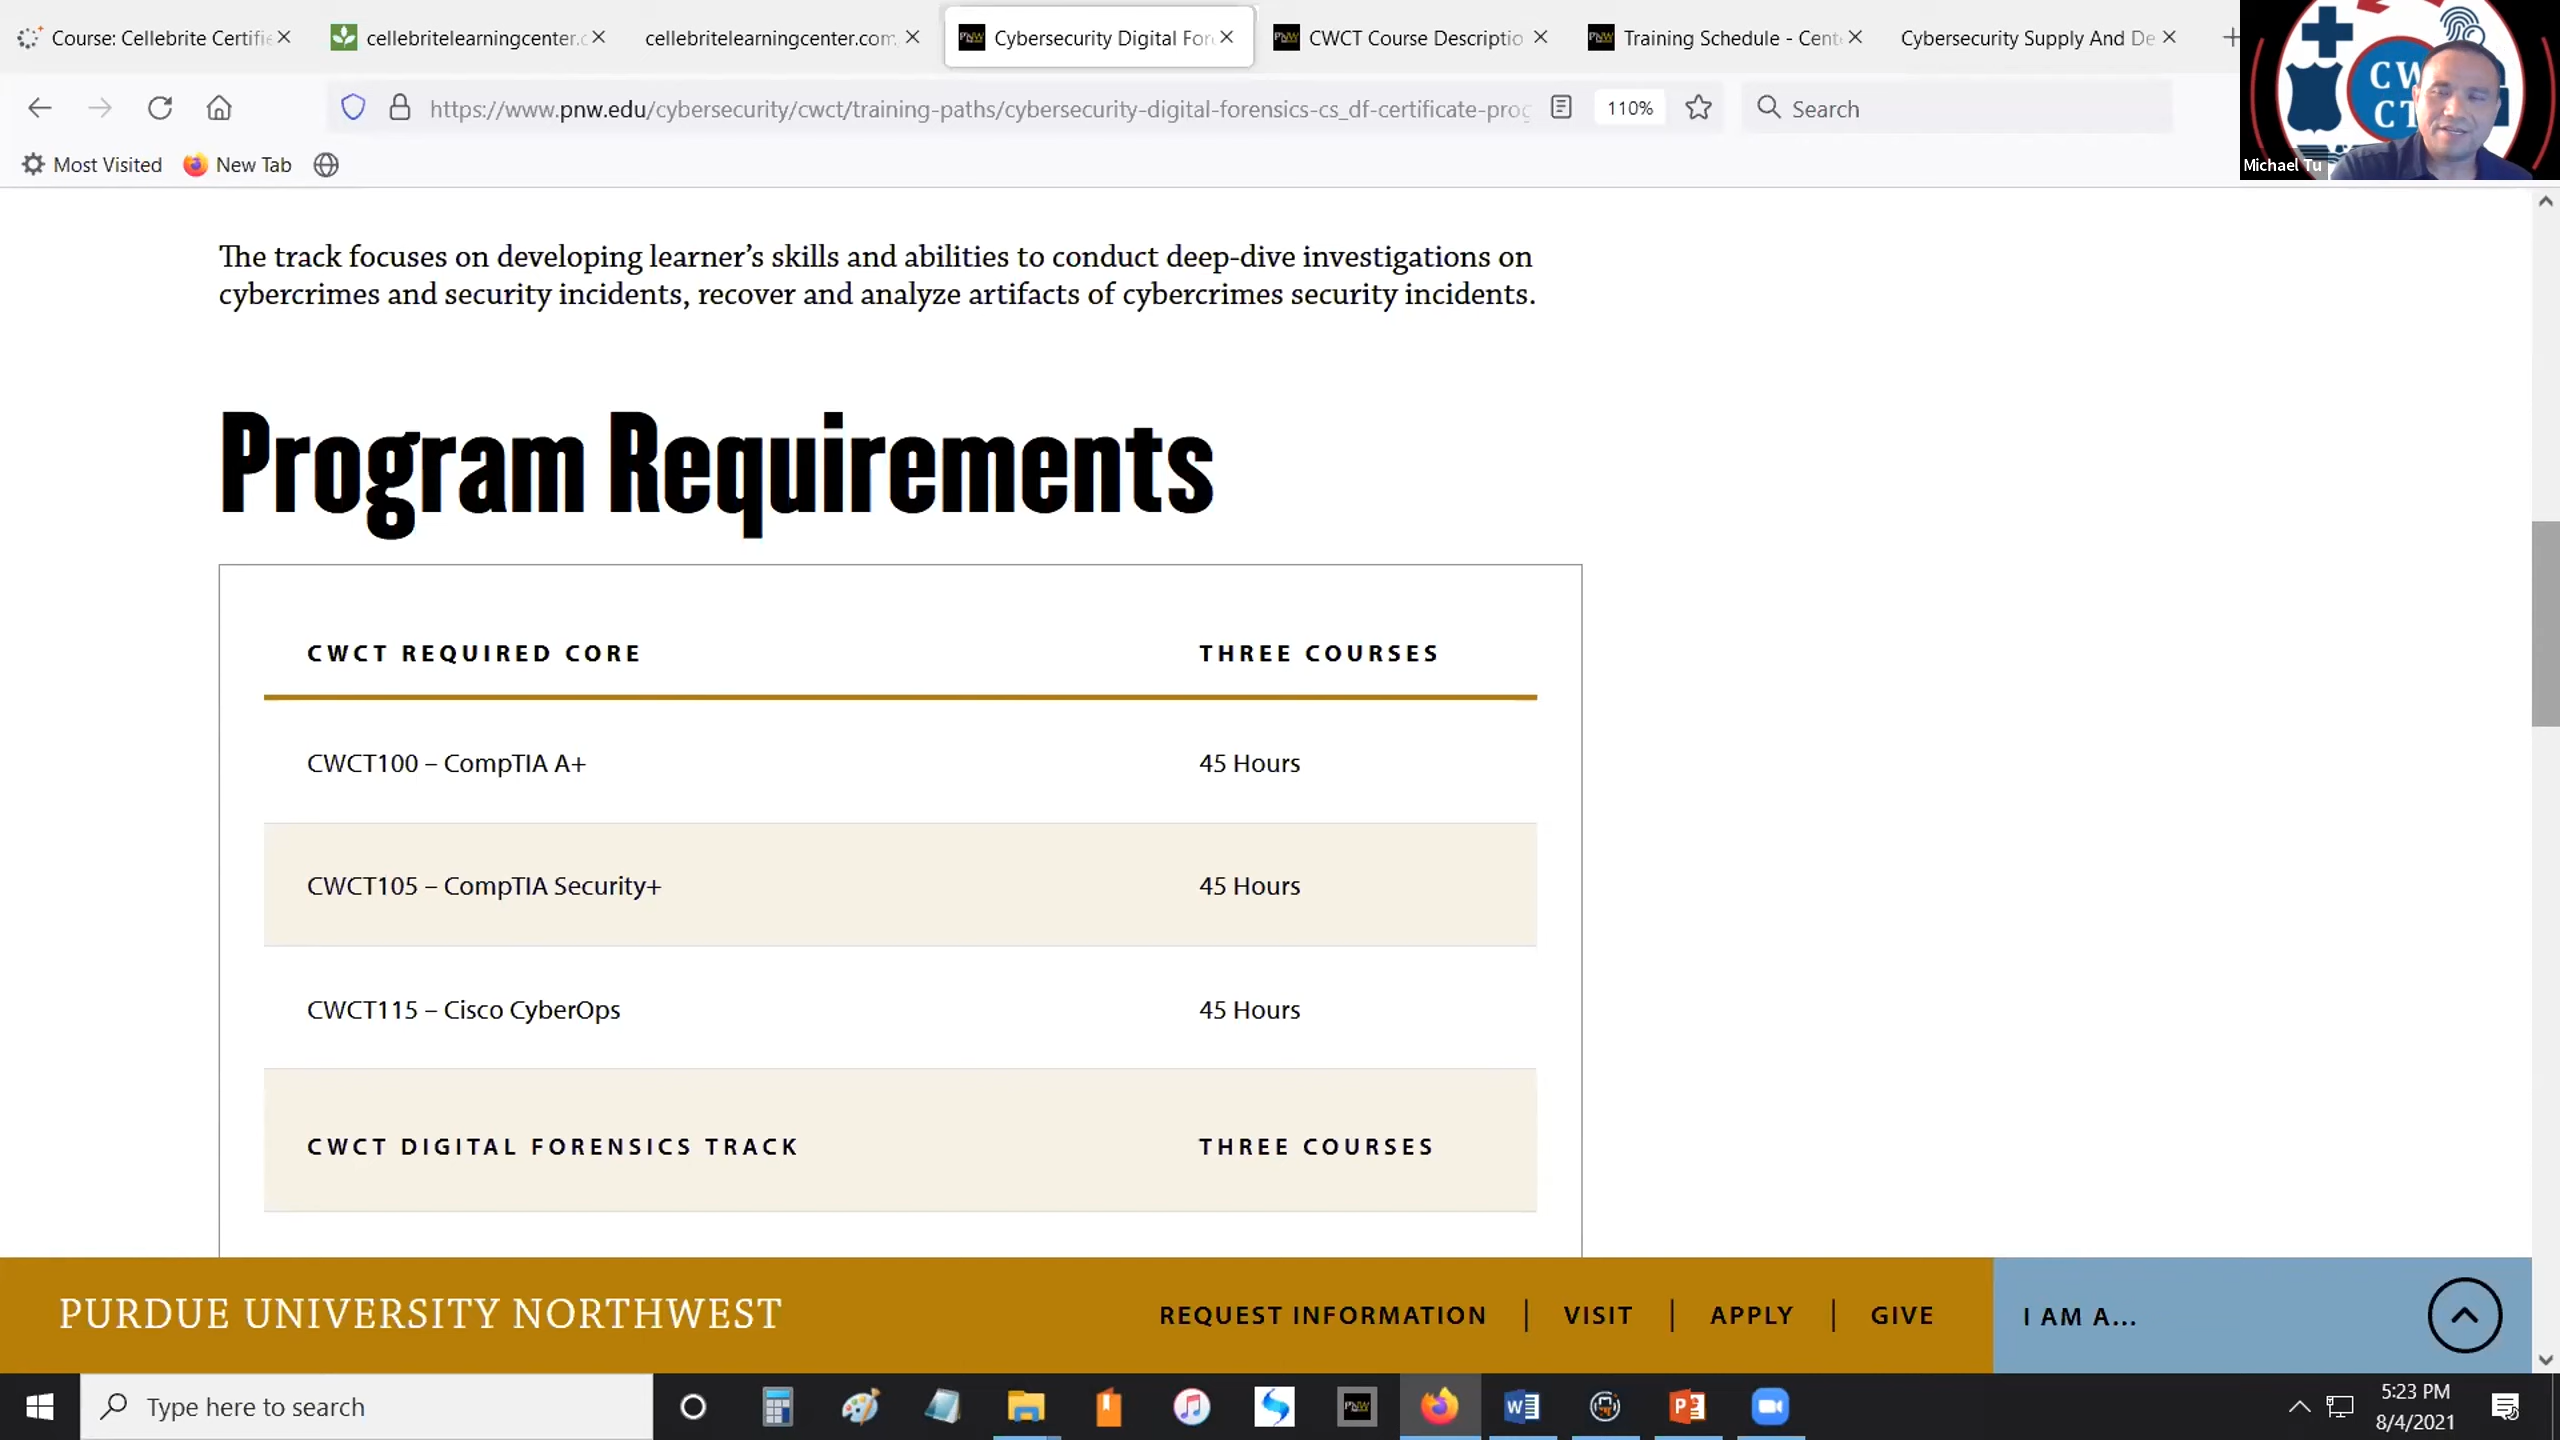 Course: Cellebrite Certifie
cellebritelearningcenter.c
cellebritelearningcenter.com
Cybersecurity Digital For
CWCT Course Descriptio
Training Schedule - Cent
Cybersecurity Supply And De
https://www.pnw.edu/cybersecurity/cwct/training-paths/cybersecurity-digital-forensics-cs_df-certificate-prog
110%
Search
Most Visited
New Tab
CW
CT
Michael Tu
The track focuses on developing learner’s skills and abilities to conduct deep-dive investigations on
cybercrimes and security incidents, recover and analyze artifacts of cybercrimes security incidents.
Program Requirements
CWCT REQUIRED CORE THREE COURSES
CWCT100 – CompTIA A+ 45 Hours
CWCT105 – CompTIA Security+ 45 Hours
CWCT115 – Cisco CyberOps 45 Hours
CWCT DIGITAL FORENSICS TRACK THREE COURSES
PURDUE UNIVERSITY NORTHWEST
REQUEST INFORMATION | VISIT | APPLY | GIVE
I AM A...
Type here to search
5:23 PM
8/4/2021